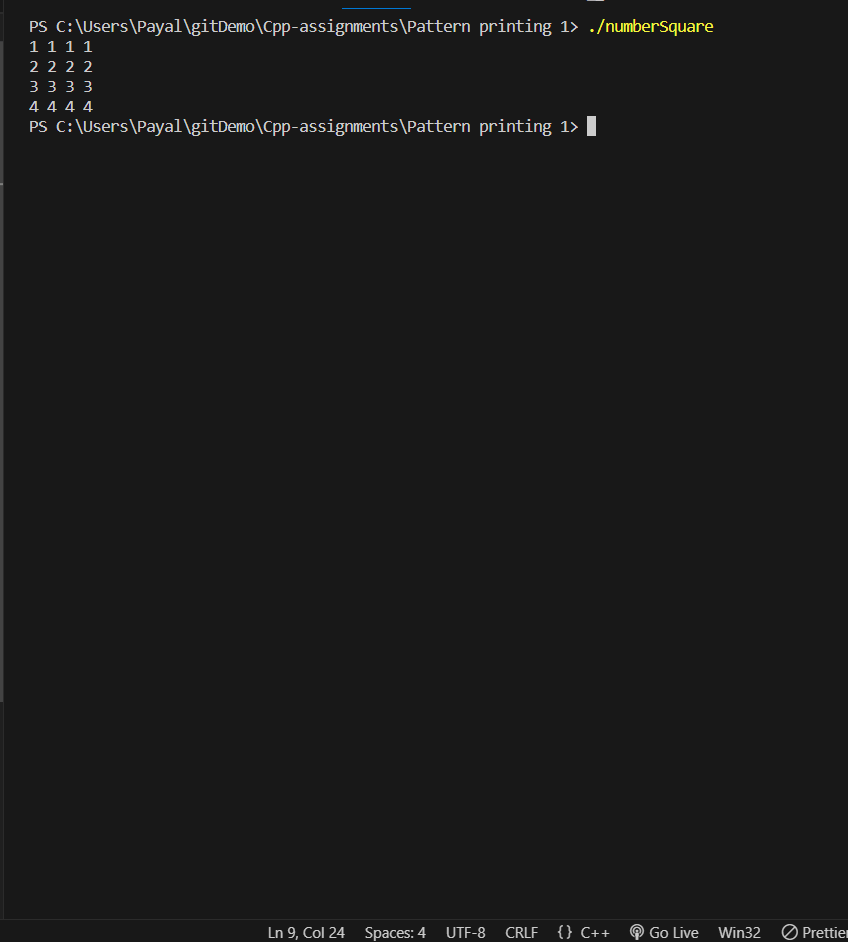 PS C:\Users\Payal\gitDemo\Cpp-assignments\Pattern printing 1> ./numberSquare
1 1 1 1
2 2 2 2
3 3 3 3
4 4 4 4
PS C:\Users\Payal\gitDemo\Cpp-assignments\Pattern printing 1>
Ln 9, Col 24 Spaces: 4 UTF-8 CRLF {} C++ Go Live Win32 Prettier